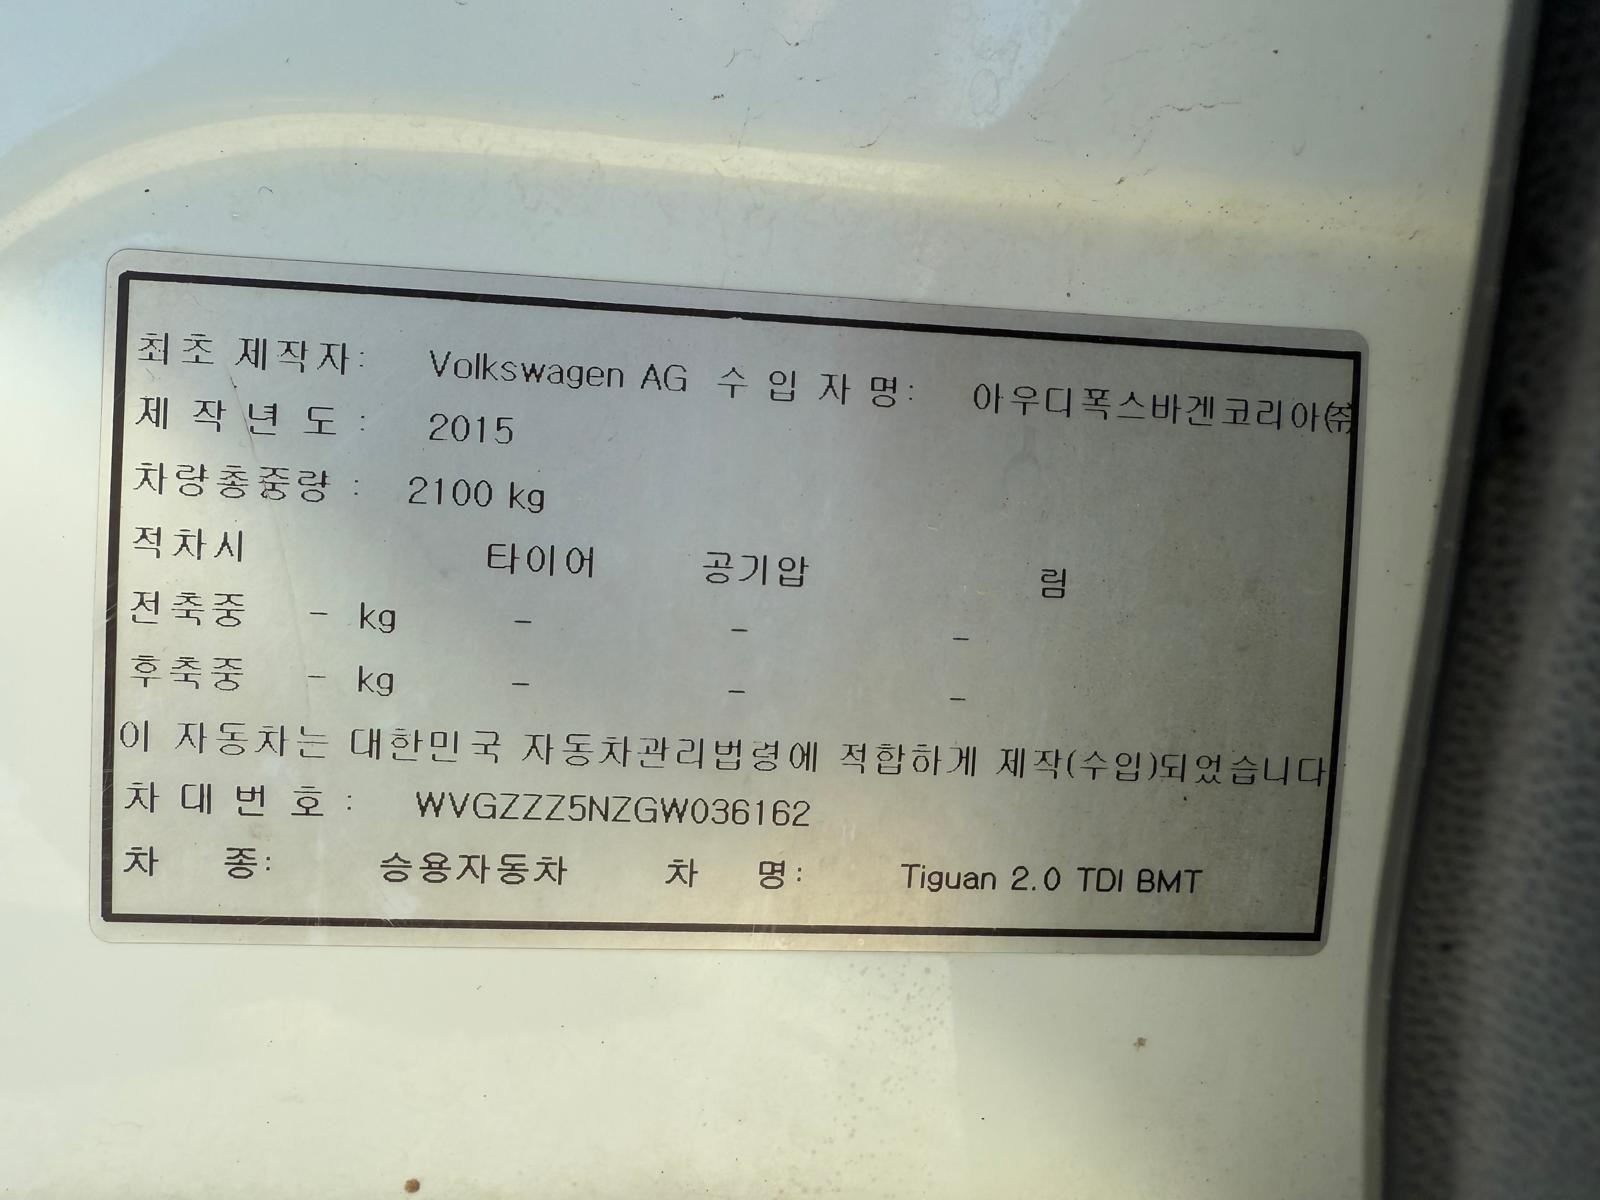 최초 제작자: Volkswagen AG 수 입 자 명: 아우디폭스바겐코리아㈜
제 작 년 도 : 2015
차량총중량 : 2100 kg
적차시 타이어 공기압 림
전축중 - kg - - -
후축중 - kg - - -
이 자동차는 대한민국 자동차관리법령에 적합하게 제작(수입)되었습니다
차 대 번 호 : WVGZZZ5NZGW036162
차 종: 승용자동차 차 명: Tiguan 2.0 TDI BMT